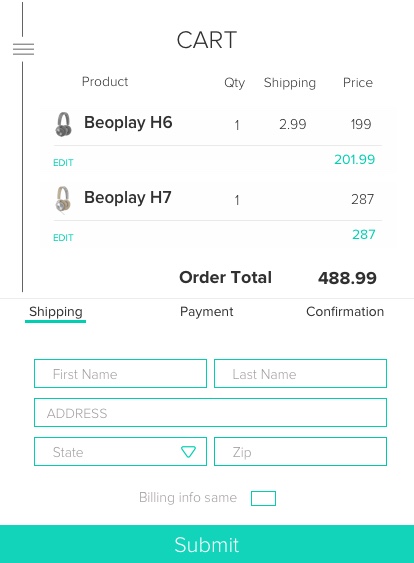 CART
Product Qty Shipping Price
Beoplay H6 1 2.99 199
EDIT 201.99
Beoplay H7 1 287
EDIT 287
Order Total 488.99
Shipping Payment Confirmation
First Name Last Name
ADDRESS
State Zip
Billing info same
Submit